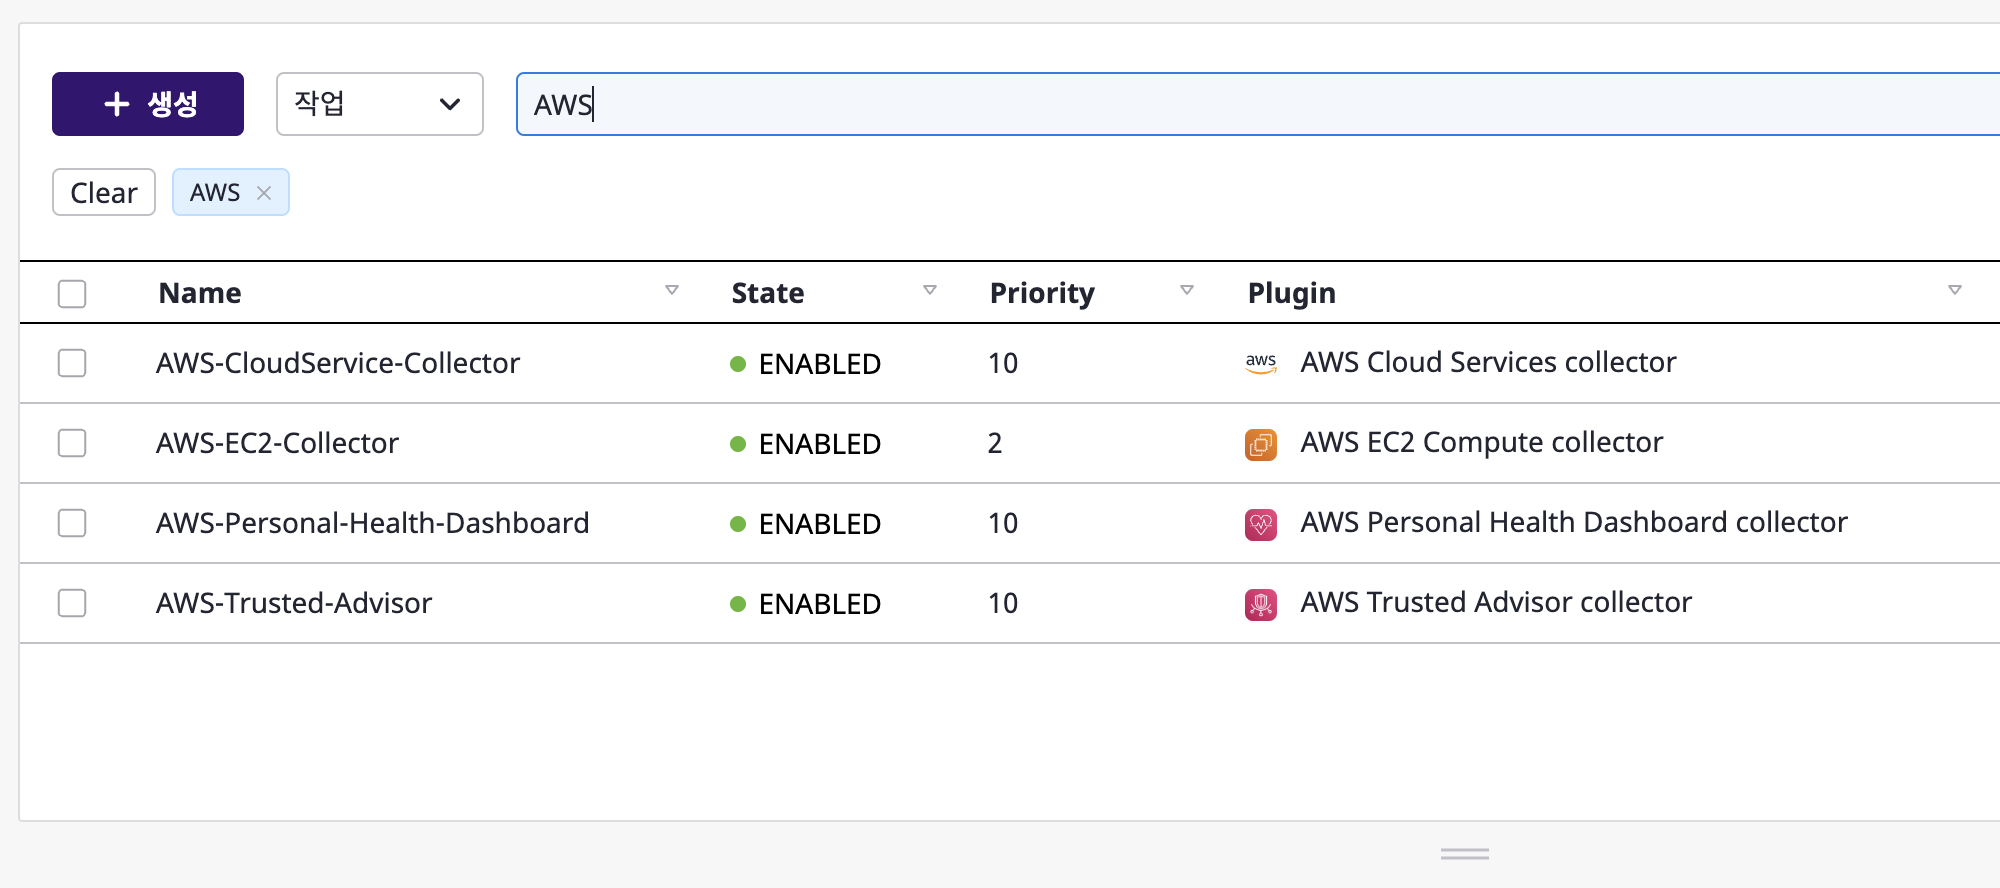 + 생성 작업 AWS
Clear AWS ×
Name State Priority Plugin
AWS-CloudService-Collector ENABLED 10 aws AWS Cloud Services collector
AWS-EC2-Collector ENABLED 2 AWS EC2 Compute collector
AWS-Personal-Health-Dashboard ENABLED 10 AWS Personal Health Dashboard collector
AWS-Trusted-Advisor ENABLED 10 AWS Trusted Advisor collector